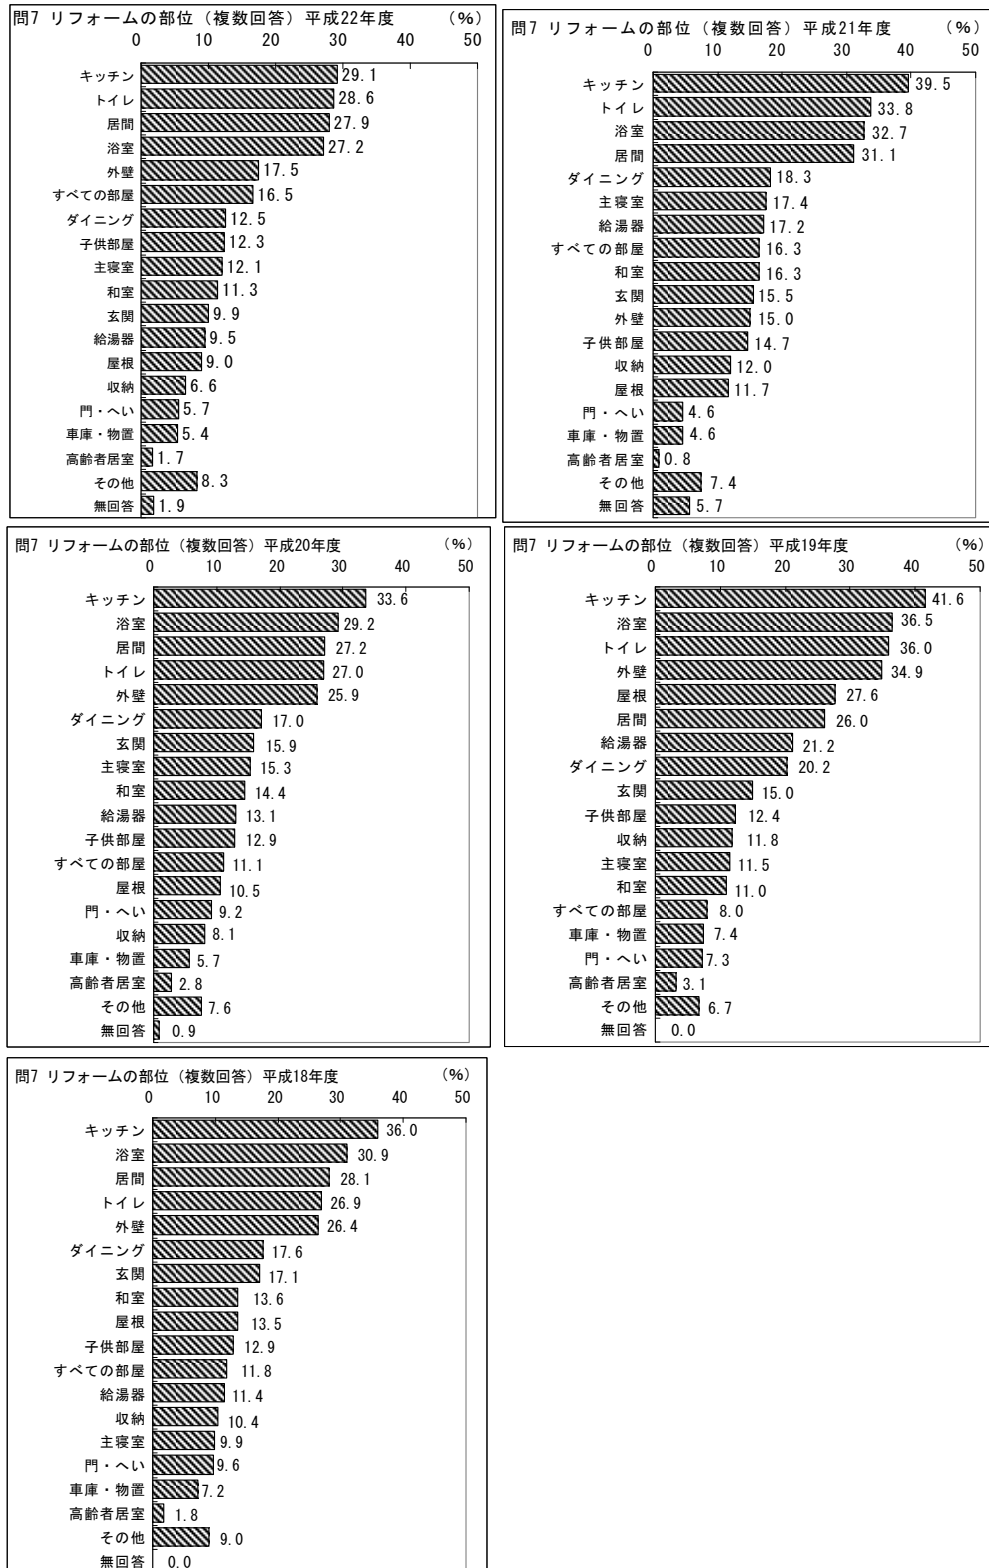 問7 リフォームの部位（複数回答）平成22年度 （%）
0 10 20 30 40 50
キッチン 29.1
トイレ 28.6
居間 27.9
浴室 27.2
外壁 17.5
すべての部屋 16.5
ダイニング 12.5
子供部屋 12.3
主寝室 12.1
和室 11.3
玄関 9.9
給湯器 9.5
屋根 9.0
収納 6.6
門・へい 5.7
車庫・物置 5.4
高齢者居室 1.7
その他 8.3
無回答 1.9
問7 リフォームの部位（複数回答）平成21年度 （%）
0 10 20 30 40 50
キッチン 39.5
トイレ 33.8
浴室 32.7
居間 31.1
ダイニング 18.3
主寝室 17.4
給湯器 17.2
すべての部屋 16.3
和室 16.3
玄関 15.5
外壁 15.0
子供部屋 14.7
収納 12.0
屋根 11.7
門・へい 4.6
車庫・物置 4.6
高齢者居室 0.8
その他 7.4
無回答 5.7
問7 リフォームの部位（複数回答）平成20年度 （%）
0 10 20 30 40 50
キッチン 33.6
浴室 29.2
居間 27.2
トイレ 27.0
外壁 25.9
ダイニング 17.0
玄関 15.9
主寝室 15.3
和室 14.4
給湯器 13.1
子供部屋 12.9
すべての部屋 11.1
屋根 10.5
門・へい 9.2
収納 8.1
車庫・物置 5.7
高齢者居室 2.8
その他 7.6
無回答 0.9
問7 リフォームの部位（複数回答）平成19年度 （%）
0 10 20 30 40 50
キッチン 41.6
浴室 36.5
トイレ 36.0
外壁 34.9
屋根 27.6
居間 26.0
給湯器 21.2
ダイニング 20.2
玄関 15.0
子供部屋 12.4
収納 11.8
主寝室 11.5
和室 11.0
すべての部屋 8.0
車庫・物置 7.4
門・へい 7.3
高齢者居室 3.1
その他 6.7
無回答 0.0
問7 リフォームの部位（複数回答）平成18年度 （%）
0 10 20 30 40 50
キッチン 36.0
浴室 30.9
居間 28.1
トイレ 26.9
外壁 26.4
ダイニング 17.6
玄関 17.1
和室 13.6
屋根 13.5
子供部屋 12.9
すべての部屋 11.8
給湯器 11.4
収納 10.4
主寝室 9.9
門・へい 9.6
車庫・物置 7.2
高齢者居室 1.8
その他 9.0
無回答 0.0